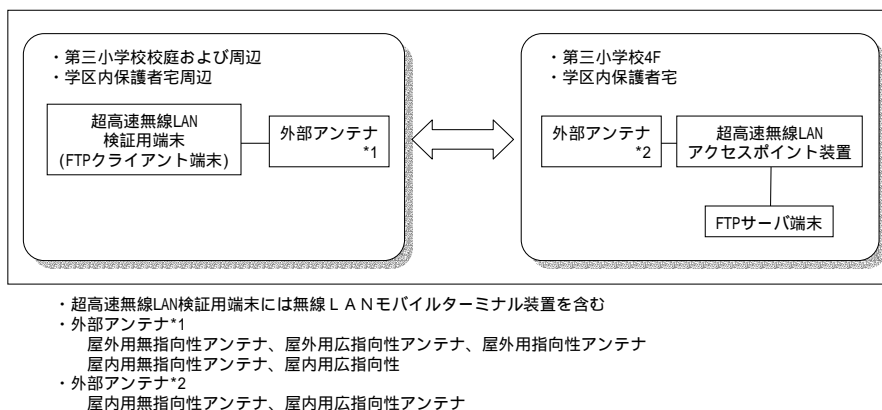 ・第三小学校校庭および周辺
・学区内保護者宅周辺
超高速無線LAN
検証用端末
(FTPクライアント端末)
外部アンテナ
*1
・第三小学校4F
・学区内保護者宅
外部アンテナ
*2
超高速無線LAN
アクセスポイント装置
FTPサーバ端末
・超高速無線LAN検証用端末には無線ＬＡＮモバイルターミナル装置を含む
・外部アンテナ*1
屋外用無指向性アンテナ、屋外用広指向性アンテナ、屋外用指向性アンテナ
屋内用無指向性アンテナ、屋内用広指向性
・外部アンテナ*2
屋内用無指向性アンテナ、屋内用広指向性アンテナ